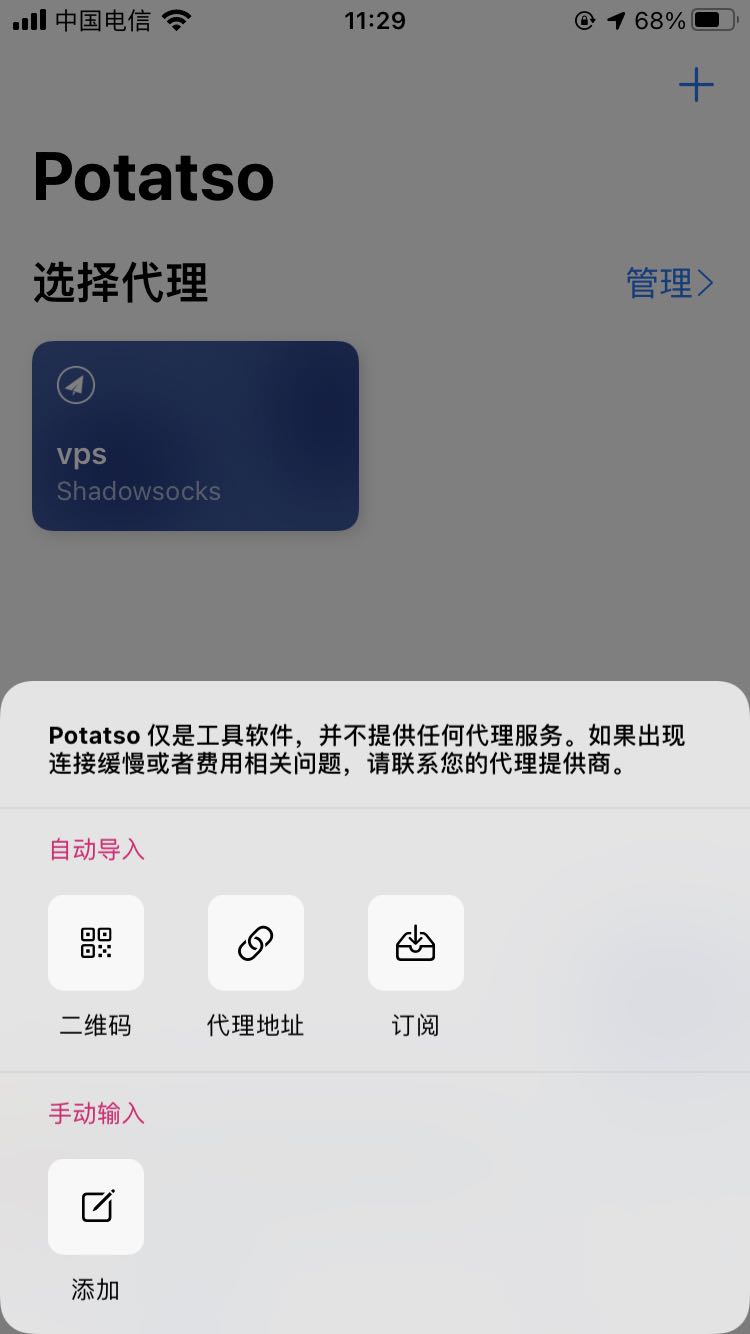 中国电信
11:29
68%
Potatso
选择代理
管理
vps
Shadowsocks
Potatso 仅是工具软件，并不提供任何代理服务。如果出现
连接缓慢或者费用相关问题，请联系您的代理提供商。
自动导入
二维码
代理地址
订阅
手动输入
添加